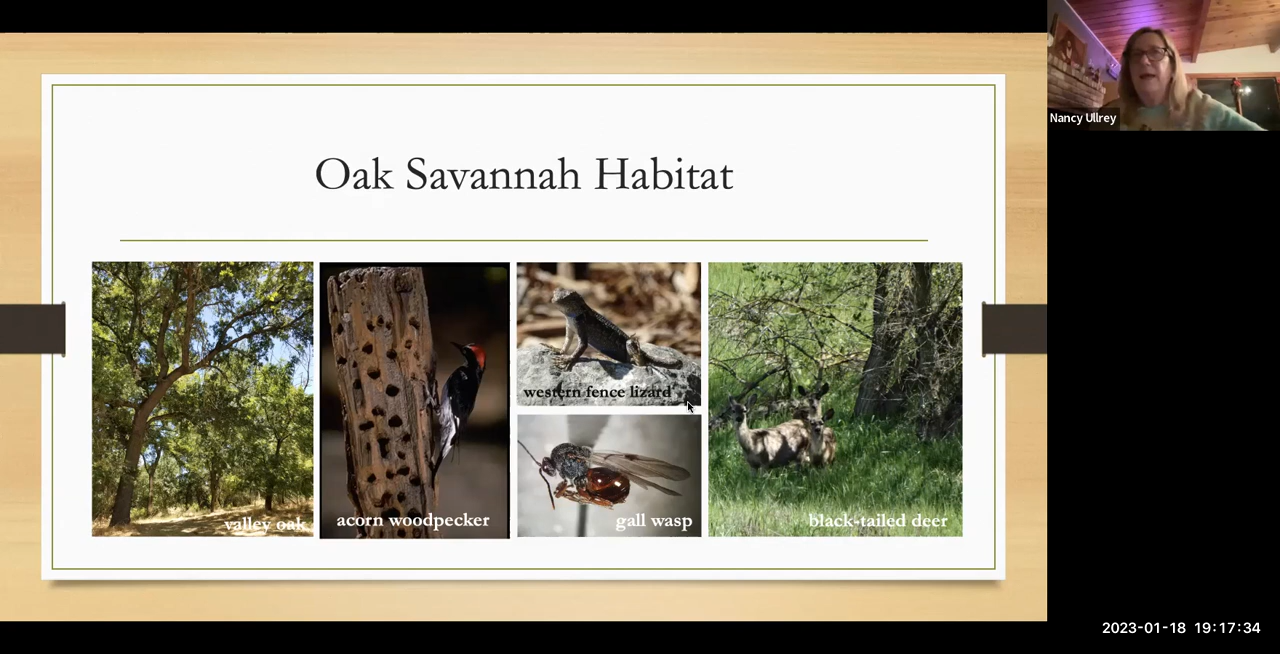 Nancy Ullrey
Oak Savannah Habitat
western fence lizard
valley oak
acorn woodpecker
gall wasp
black-tailed deer
2023-01-18 19:17:34